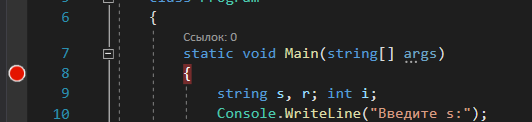 class Program
6 {
Ссылок: 0
7 static void Main(string[] args)
8 {
9 string s, r; int i;
10 Console.WriteLine("Введите s:");